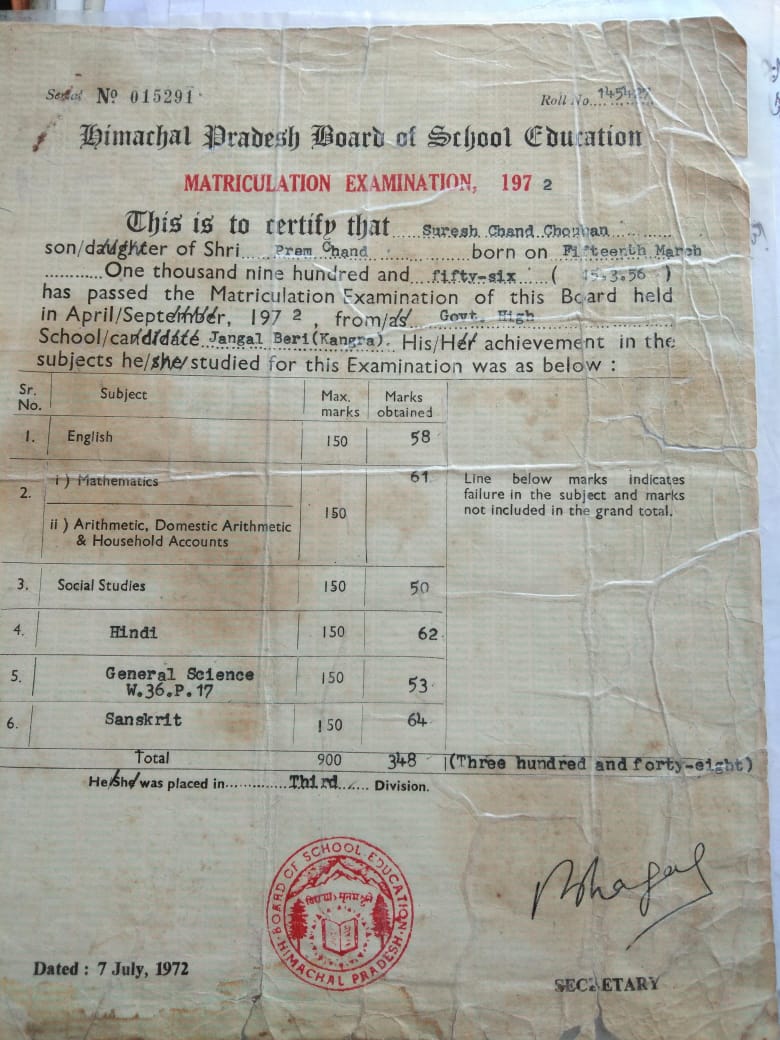 Serial No 015291
Roll No....145427
Himachal Pradesh Board of School Education
MATRICULATION EXAMINATION, 197 2
This is to certify that Suresh Chand Chouhan
son/daughter of Shri Prem Chand born on Fifteenth March
One thousand nine hundred and fifty-six (15.3.56)
has passed the Matriculation Examination of this Board held
in April/September, 197 2, from/as Govt. High
School/candidate Jangal Beri(Kangra). His/Her achievement in the
subjects he/she/studied for this Examination was as below :
Sr. No. Subject Max. marks Marks obtained
1. English 150 58
2. i) Mathematics 150 61
ii) Arithmetic, Domestic Arithmetic
& Household Accounts
Line below marks indicates
failure in the subject and marks
not included in the grand total.
3. Social Studies 150 50
4. Hindi 150 62
5. General Science 150 53
W.36.P.17
6. Sanskrit 150 64
Total 900 348 (Three hundred and forty-eight)
He/She was placed in Third Division.
BOARD OF SCHOOL EDUCATION
HIMACHAL PRADESH
Dated : 7 July, 1972
SECRETARY